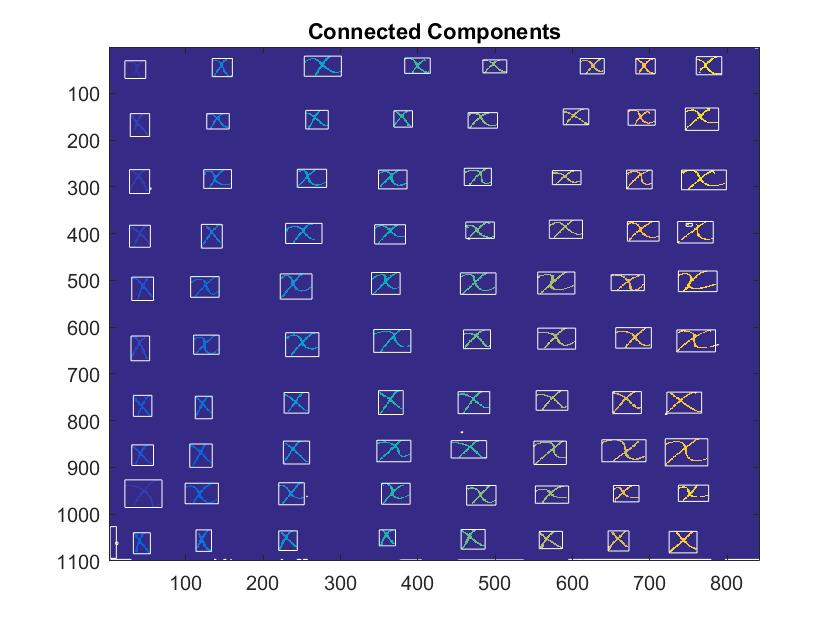 Connected Components
x x x x x x x x
100
x x x x x x x x
200
300
x x x x x x x x
400
x x x x x x x x
500
x x x x x x x x
600
x x x x x x x x
700
x x x x x x x x
800
x x x x x x x x
900
x x x x x x x x
1000
x x x x x x x x
1100
100 200 300 400 500 600 700 800